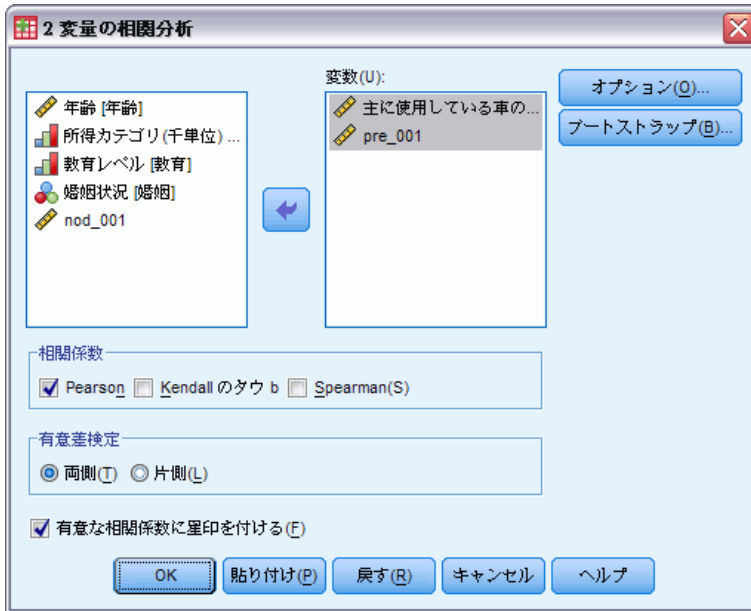 2 変量の相関分析
変数(U):
年齢 [年齢]
所得カテゴリ(千単位) ...
教育レベル [教育]
婚姻状況 [婚姻]
nod_001
主に使用している車の...
pre_001
オプション(O)...
ブートストラップ(B)...
相関係数
Pearson Kendall のタウ b Spearman(S)
有意差検定
両側(T) 片側(L)
有意な相関係数に星印を付ける(F)
OK 貼り付け(P) 戻す(R) キャンセル ヘルプ